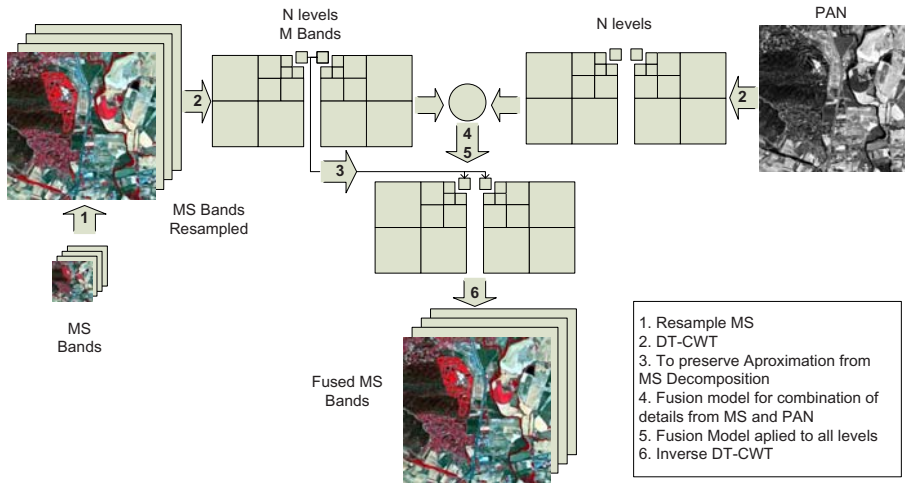 N levels
M Bands
N levels
PAN
2
2
4
5
3
MS Bands
Resampled
1
MS
Bands
6
Fused MS
Bands
1. Resample MS
2. DT-CWT
3. To preserve Aproximation from
MS Decomposition
4. Fusion model for combination of
details from MS and PAN
5. Fusion Model aplied to all levels
6. Inverse DT-CWT